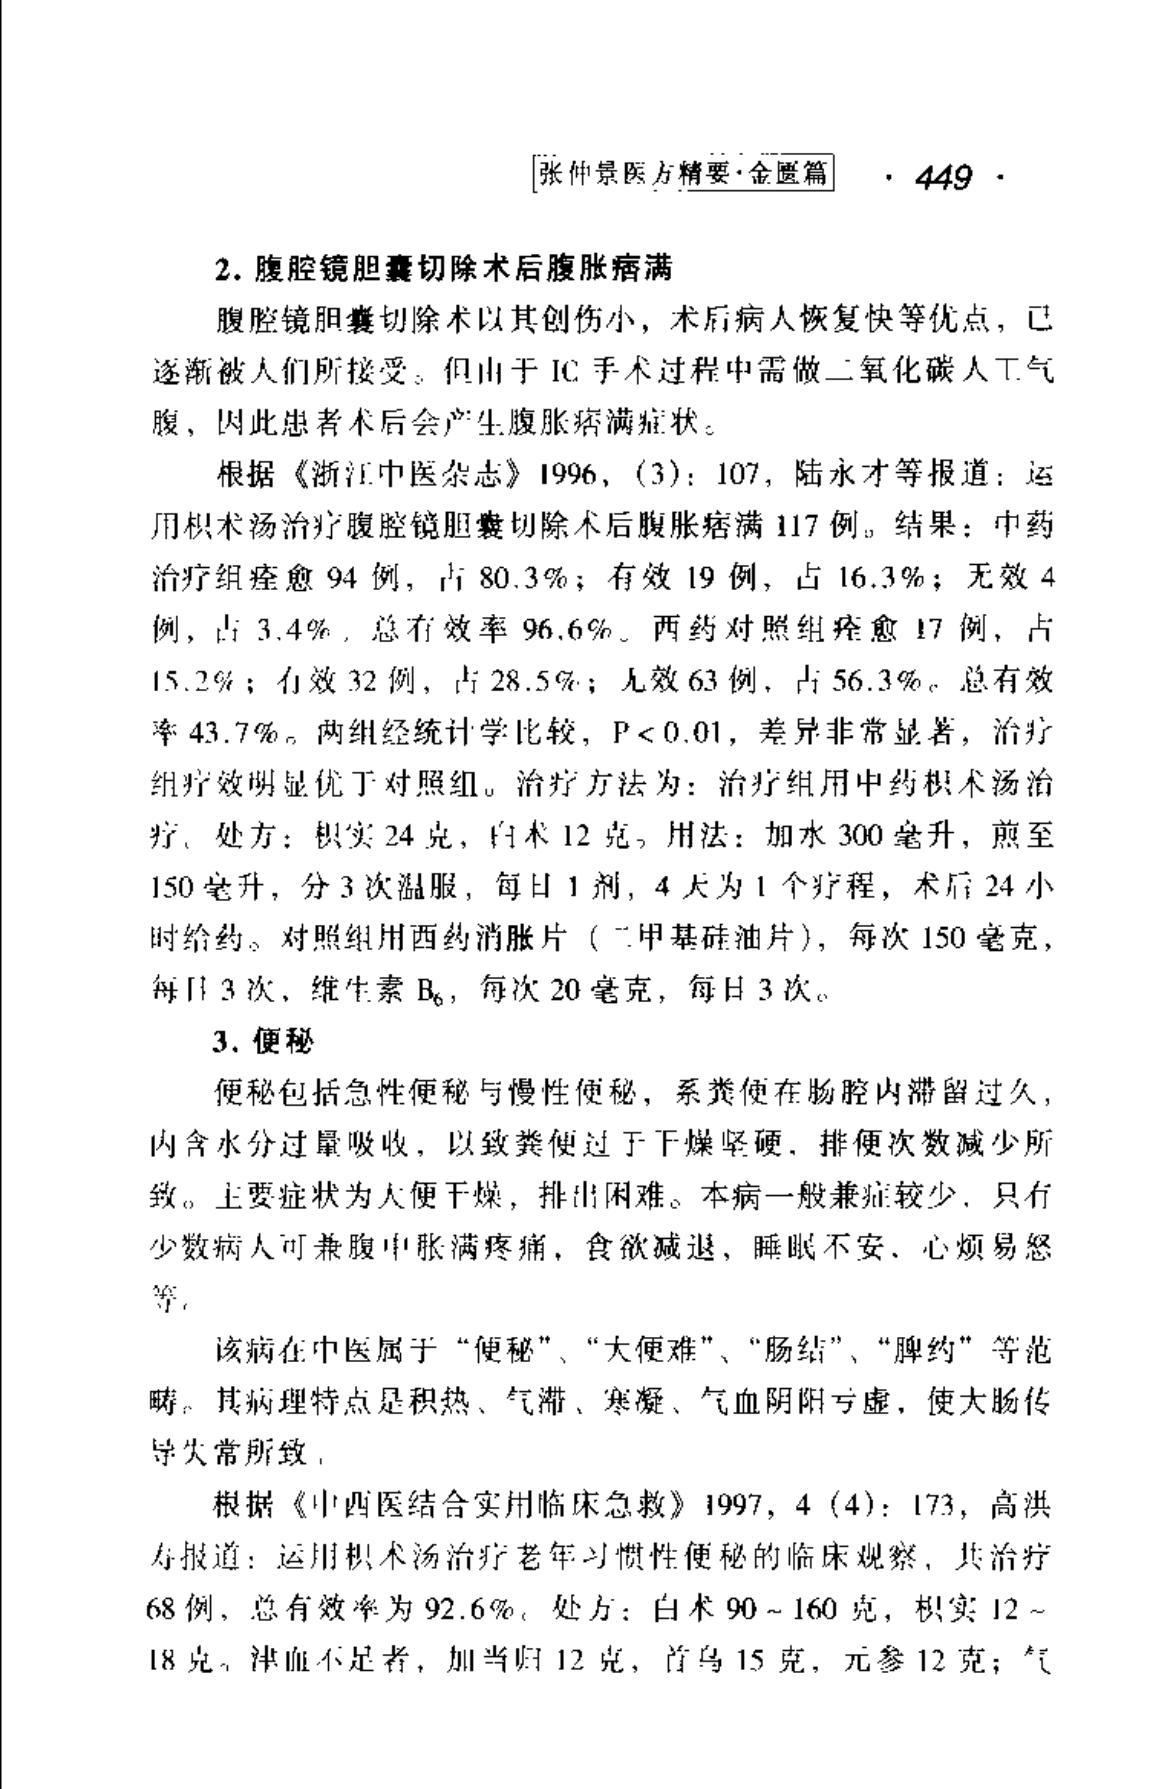 张仲景医方精要·金匮篇 · 449 ·
2. 腹腔镜胆囊切除术后腹胀痞满
腹腔镜胆囊切除术以其创伤小，术后病人恢复快等优点，已
逐渐被人们所接受。但由于 IC 手术过程中需做二氧化碳人工气
腹，因此患者术后会产生腹胀痞满症状。
根据《浙江中医杂志》1996，(3)：107，陆永才等报道：运
用枳术汤治疗腹腔镜胆囊切除术后腹胀痞满 117 例。结果：中药
治疗组痊愈 94 例，占 80.3%；有效 19 例，占 16.3%；无效 4
例，占 3.4%。总有效率 96.6%。西药对照组痊愈 17 例，占
15.2%；有效 32 例，占 28.5%；无效 63 例，占 56.3%。总有效
率 43.7%。两组经统计学比较，P < 0.01，差异非常显著，治疗
组疗效明显优于对照组。治疗方法为：治疗组用中药枳术汤治
疗。处方：枳实 24 克，白术 12 克。用法：加水 300 毫升，煎至
150 毫升，分 3 次温服，每日 1 剂，4 天为 1 个疗程，术后 24 小
时给药。对照组用西药消胀片（二甲基硅油片），每次 150 毫克，
每日 3 次，维生素 B₆，每次 20 毫克，每日 3 次。
3. 便秘
便秘包括急性便秘与慢性便秘，系粪便在肠腔内滞留过久，
内含水分过量吸收，以致粪便过于干燥坚硬，排便次数减少所
致。主要症状为大便干燥，排出困难。本病一般兼症较少，只有
少数病人可兼腹中胀满疼痛，食欲减退，睡眠不安、心烦易怒
等。
该病在中医属于“便秘”、“大便难”、“肠结”、“脾约”等范
畴。其病理特点是积热、气滞、寒凝、气血阴阳亏虚，使大肠传
导失常所致。
根据《中西医结合实用临床急救》1997，4（4）：173，高洪
寿报道：运用枳术汤治疗老年习惯性便秘的临床观察，共治疗
68 例，总有效率为 92.6%。处方：白术 90 ~ 160 克，枳实 12 ~
18 克。津血不足者，加当归 12 克，首乌 15 克，元参 12 克；气